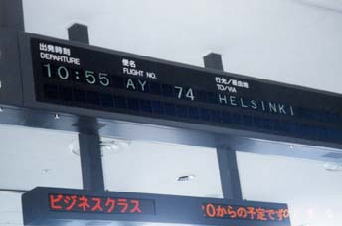 出発時刻 便名 行先/経由地
DEPARTURE FLIGHT NO. TO/VIA
10:55 AY 74 HELSINKI
ビジネスクラス 0からの予定です